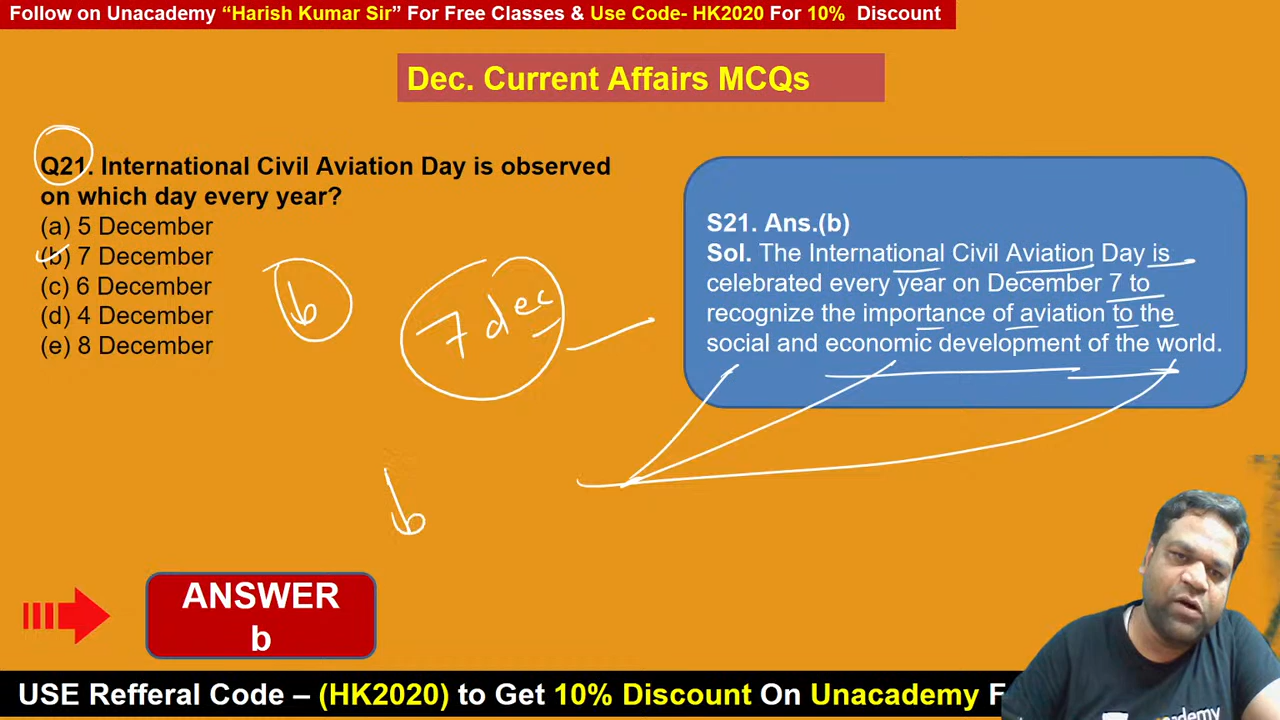 Follow on Unacademy “Harish Kumar Sir” For Free Classes & Use Code- HK2020 For 10% Discount
Dec. Current Affairs MCQs
Q21. International Civil Aviation Day is observed
on which day every year?
(a) 5 December
(b) 7 December
(c) 6 December
(d) 4 December
(e) 8 December
b
7 dec
b
S21. Ans.(b)
Sol. The International Civil Aviation Day is
celebrated every year on December 7 to
recognize the importance of aviation to the
social and economic development of the world.
ANSWER
b
USE Refferal Code – (HK2020) to Get 10% Discount On Unacademy F